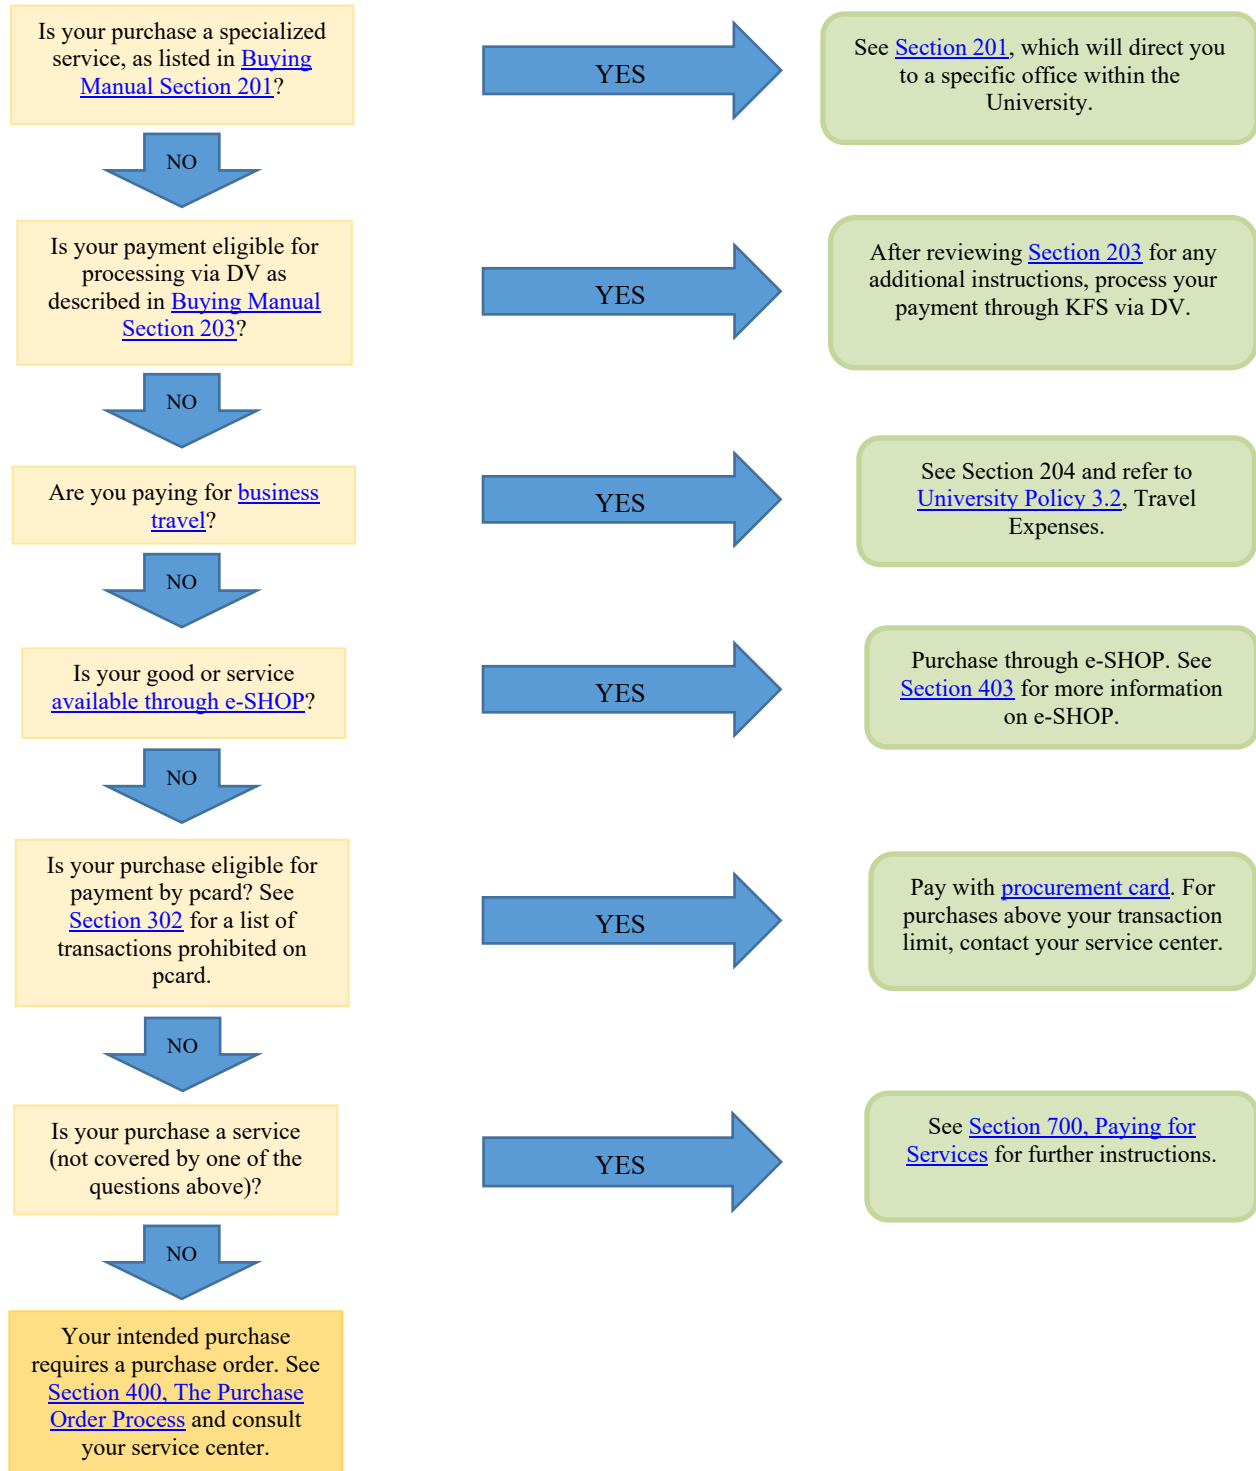 Is your purchase a specialized
service, as listed in Buying
Manual Section 201?
YES
See Section 201, which will direct you
to a specific office within the
University.
NO
Is your payment eligible for
processing via DV as
described in Buying Manual
Section 203?
YES
After reviewing Section 203 for any
additional instructions, process your
payment through KFS via DV.
NO
Are you paying for business
travel?
YES
See Section 204 and refer to
University Policy 3.2, Travel
Expenses.
NO
Is your good or service
available through e-SHOP?
YES
Purchase through e-SHOP. See
Section 403 for more information
on e-SHOP.
NO
Is your purchase eligible for
payment by pcard? See
Section 302 for a list of
transactions prohibited on
pcard.
YES
Pay with procurement card. For
purchases above your transaction
limit, contact your service center.
NO
Is your purchase a service
(not covered by one of the
questions above)?
YES
See Section 700, Paying for
Services for further instructions.
NO
Your intended purchase
requires a purchase order. See
Section 400, The Purchase
Order Process and consult
your service center.